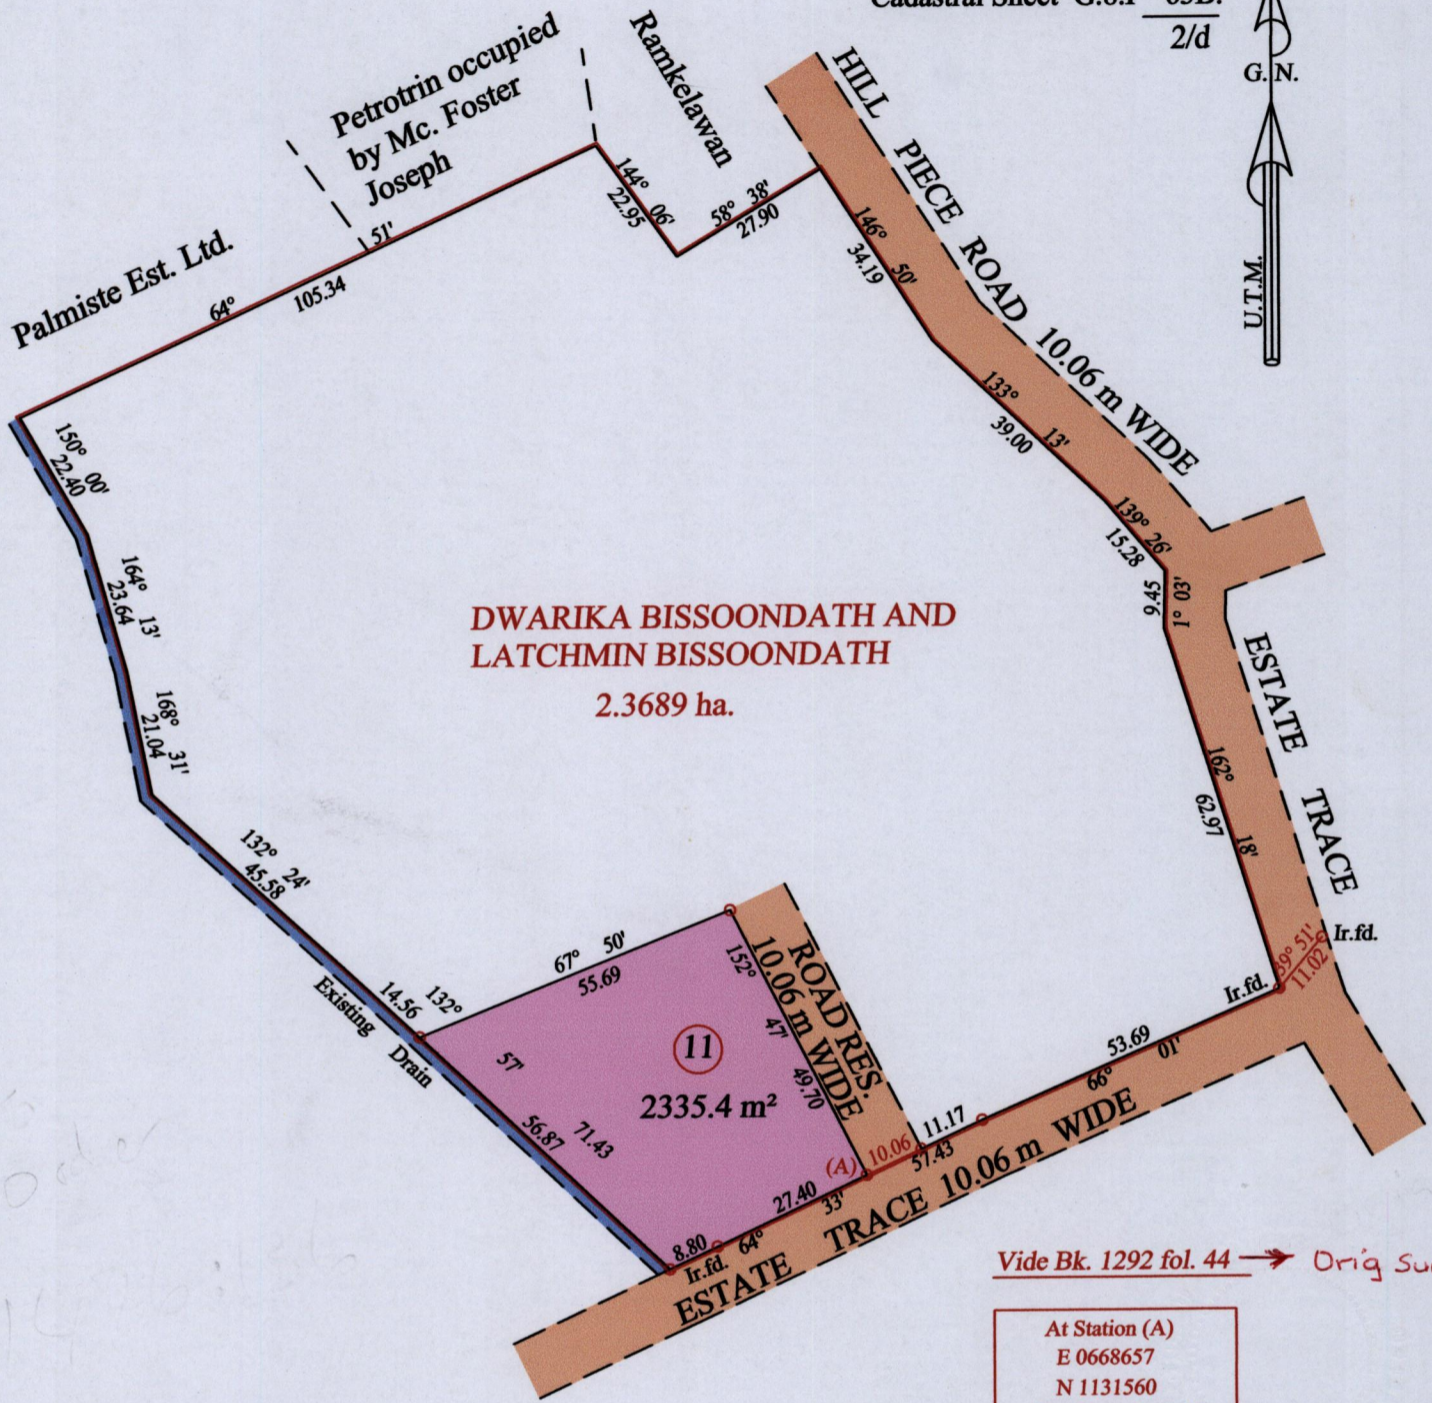 Cadastral Sheet G.8.P 65B.
2/d
G. N.
U.T.M.
Petrotrin occupied
by Mc. Foster
Joseph
Ramkelawan
HILL PIECE ROAD 10.06 m WIDE
Palmiste Est. Ltd.
64° 51'
105.34
144° 06'
22.95
58° 38'
27.90
146° 50'
34.19
133° 13'
39.00
139° 26'
15.28
1° 03'
9.45
150° 00'
22.40
164° 13'
23.64
168° 31'
21.04
132° 24'
45.58
DWARIKA BISSOONDATH AND
LATCHMIN BISSOONDATH
2.3689 ha.
ESTATE TRACE
162° 18'
62.97
39° 51'
11.02
Ir.fd.
Ir.fd.
Existing Drain
14.56
132° 57'
56.87
71.43
67° 50'
55.69
152° 47'
49.70
ROAD RES.
10.06 m WIDE
11
2335.4 m²
(A)
10.06
11.17
57.43
53.69
66° 01'
8.80
27.40
64° 33'
Ir.fd.
ESTATE TRACE 10.06 m WIDE
Vide Bk. 1292 fol. 44 → Orig
At Station (A)
E 0668657
N 1131560